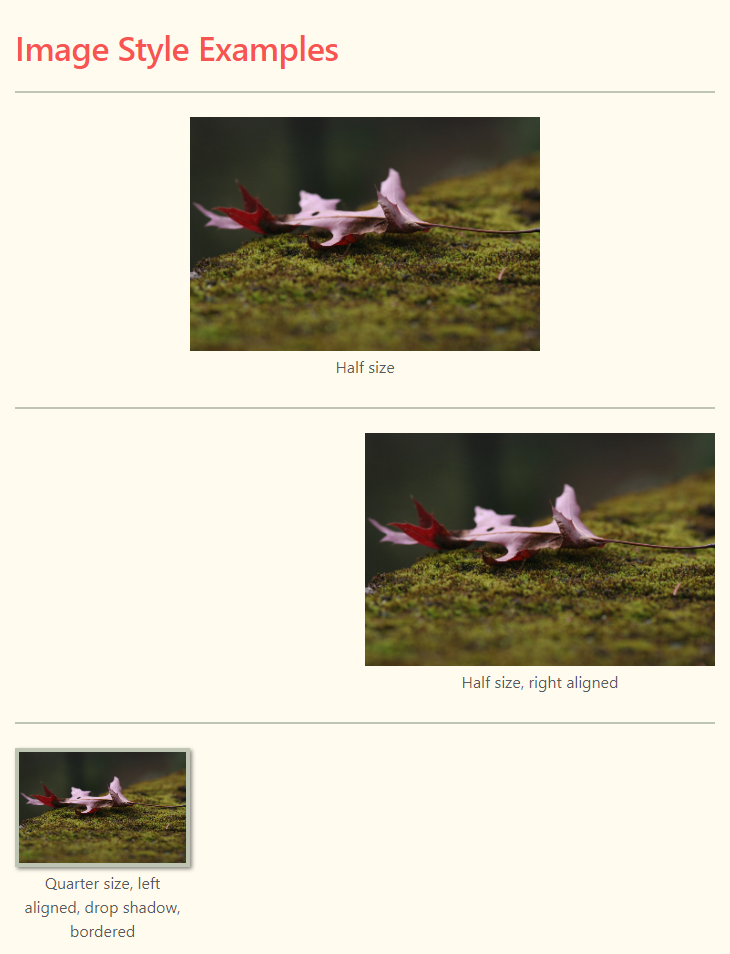 Image Style Examples
Half size
Half size, right aligned
Quarter size, left
aligned, drop shadow,
bordered